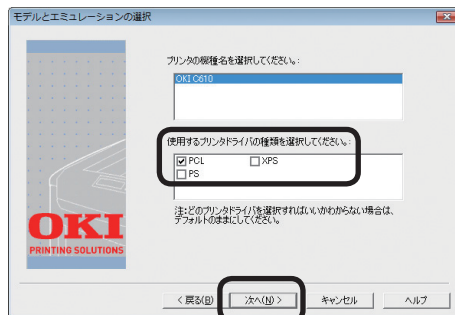 モデルとエミュレーションの選択
プリンタの機種名を選択してください。:
OKI C610
使用するプリンタドライバの種類を選択してください。:
PCL XPS
PS
注:どのプリンタドライバを選択すればいいかわからない場合は、
デフォルトのままにしてください。
OKI
PRINTING SOLUTIONS
< 戻る(B) 次へ(N) > キャンセル ヘルプ